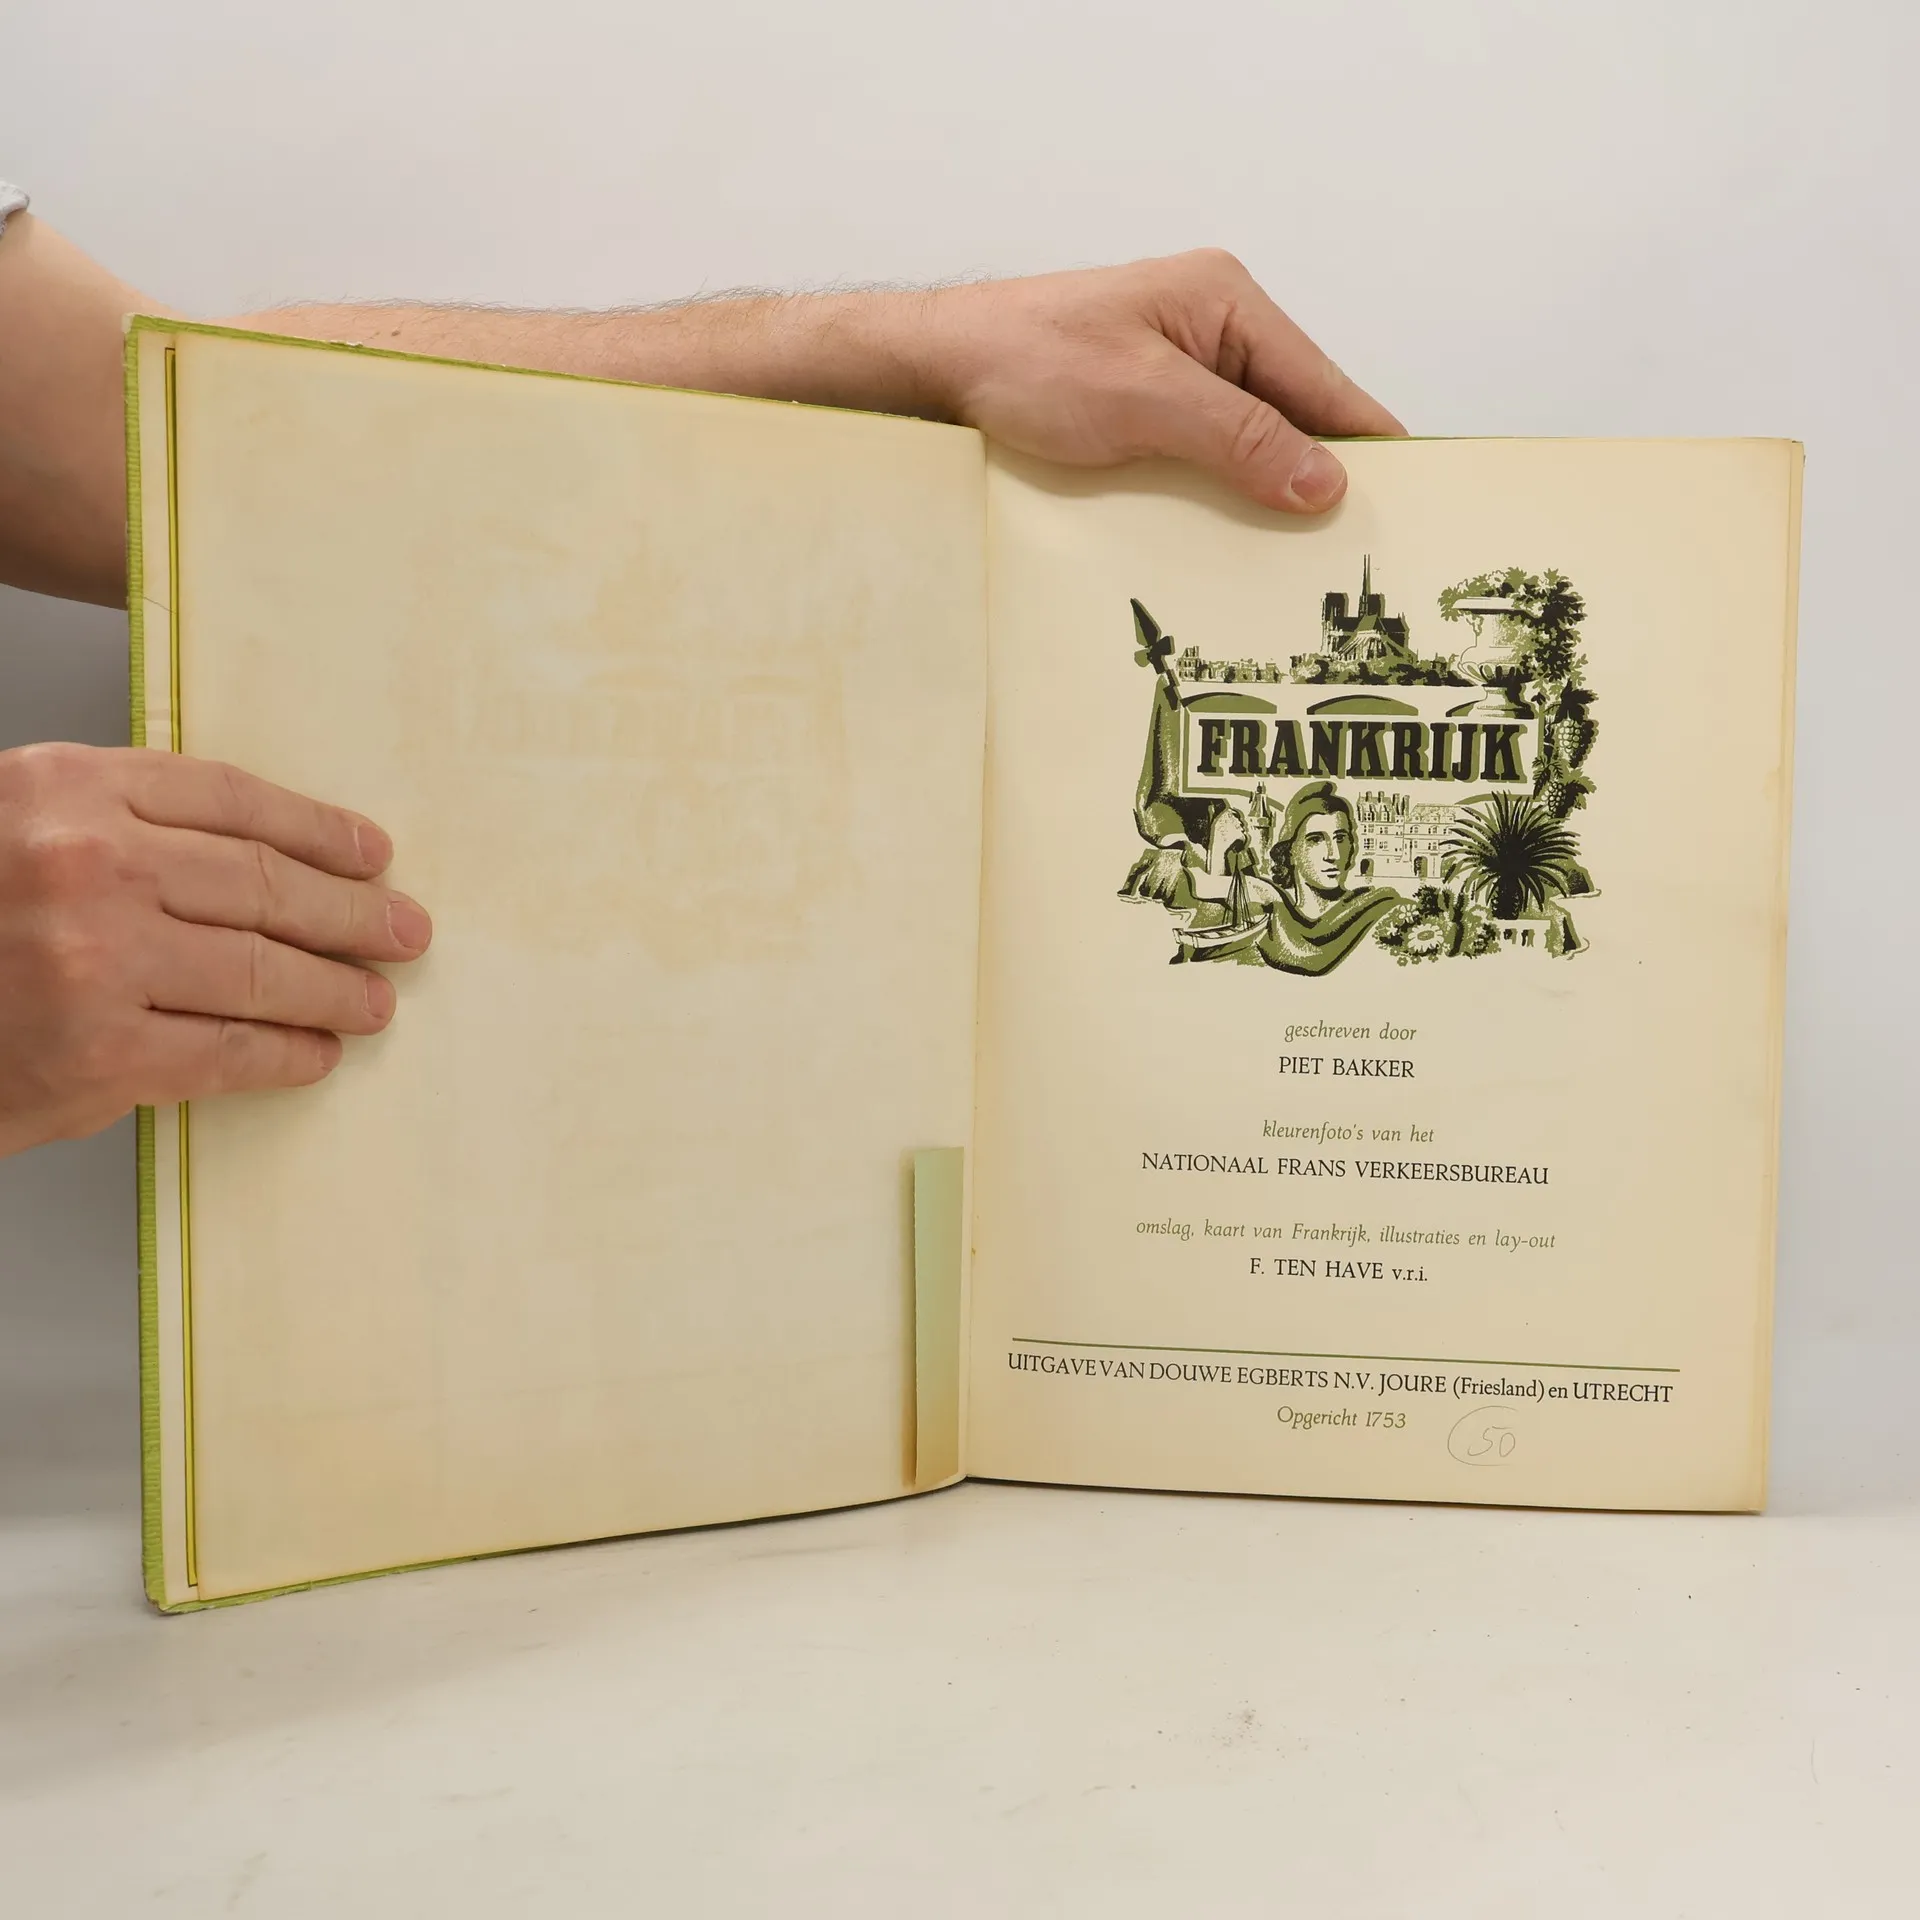 FRANKRIJK
geschreven door
PIET BAKKER
kleurenfoto's van het
NATIONAAL FRANS VERKEERSBUREAU
omslag, kaart van Frankrijk, illustraties en lay-out
F. TEN HAVE v.r.i.
UITGAVE VAN DOUWE EGBERTS N.V. JOURE (Friesland) en UTRECHT
Opgericht 1753
50